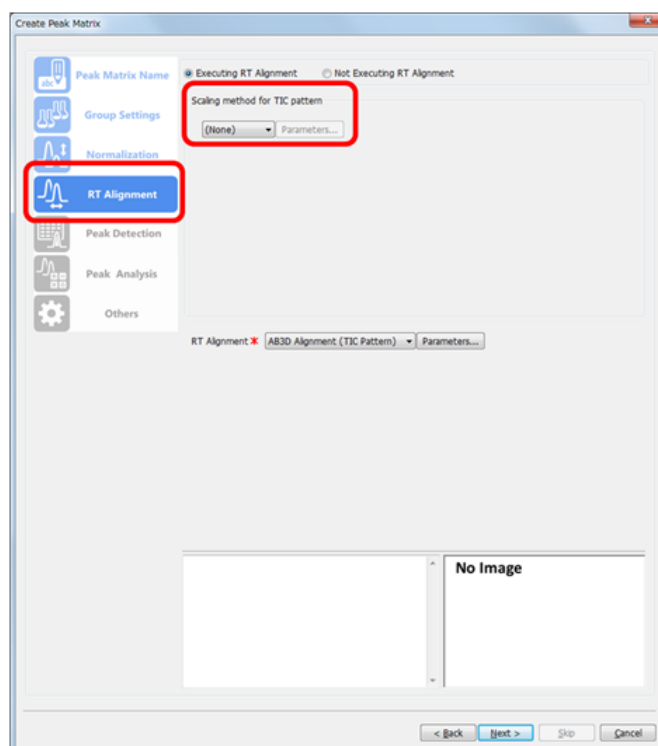 Create Peak Matrix
Peak Matrix Name
Executing RT Alignment
Not Executing RT Alignment
Group Settings
Scaling method for TIC pattern
(None)
Parameters...
Normalization
RT Alignment
Peak Detection
Peak Analysis
Others
RT Alignment *
AB3D Alignment (TIC Pattern)
Parameters...
No Image
< Back
Next >
Skip
Cancel